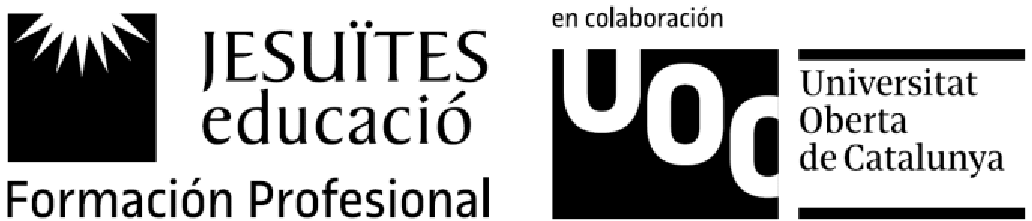 JESUÏTES
educació
Formación Profesional
en colaboración
UOC
Universitat
Oberta
de Catalunya